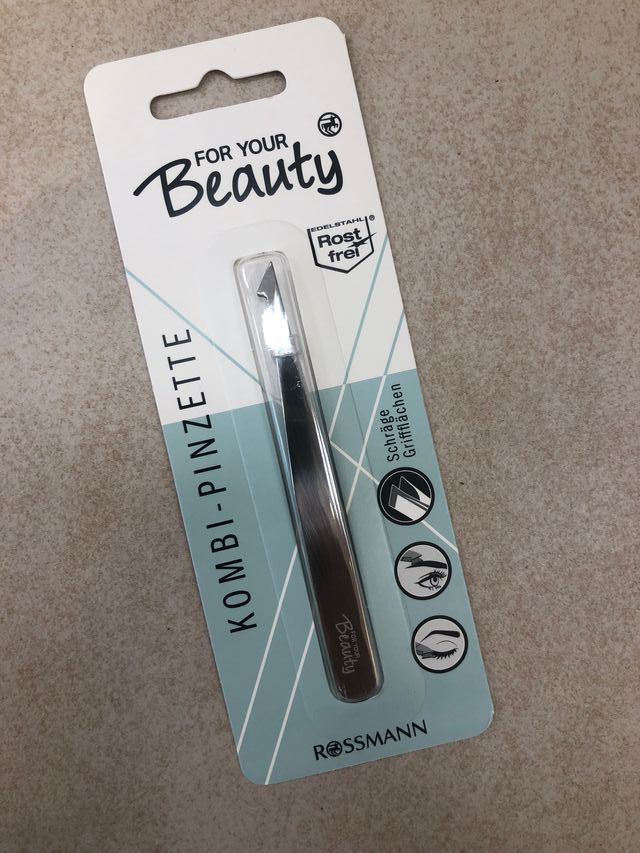 FOR YOUR
Beauty
EDELSTAHL®
Rost
frei
KOMBI-PINZETTE
Schräge
Griffflächen
FOR YOUR
Beauty
ROSSMANN